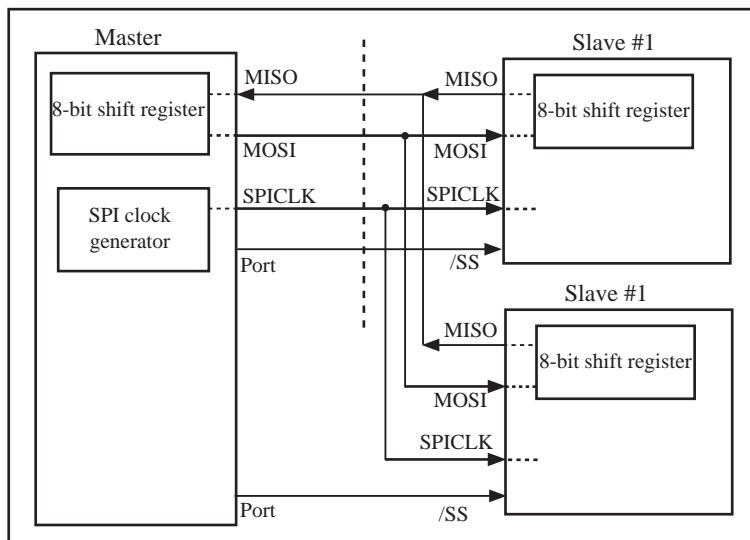 Master
Slave #1
MISO
MISO
8-bit shift register
8-bit shift register
MOSI
MOSI
SPICLK
SPICLK
SPI clock
generator
Port
/SS
Slave #1
MISO
8-bit shift register
MOSI
SPICLK
Port
/SS